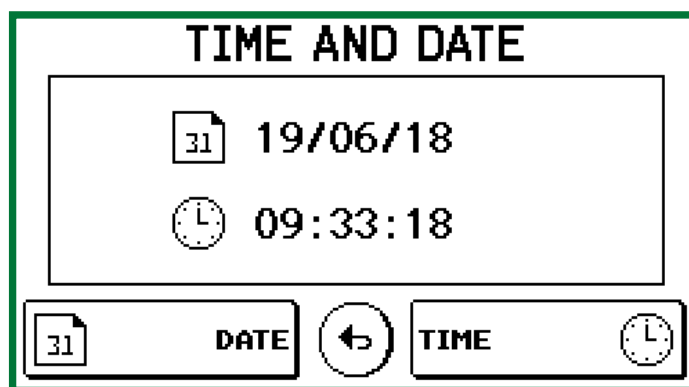 TIME AND DATE
31 19/06/18
09:33:18
31 DATE TIME